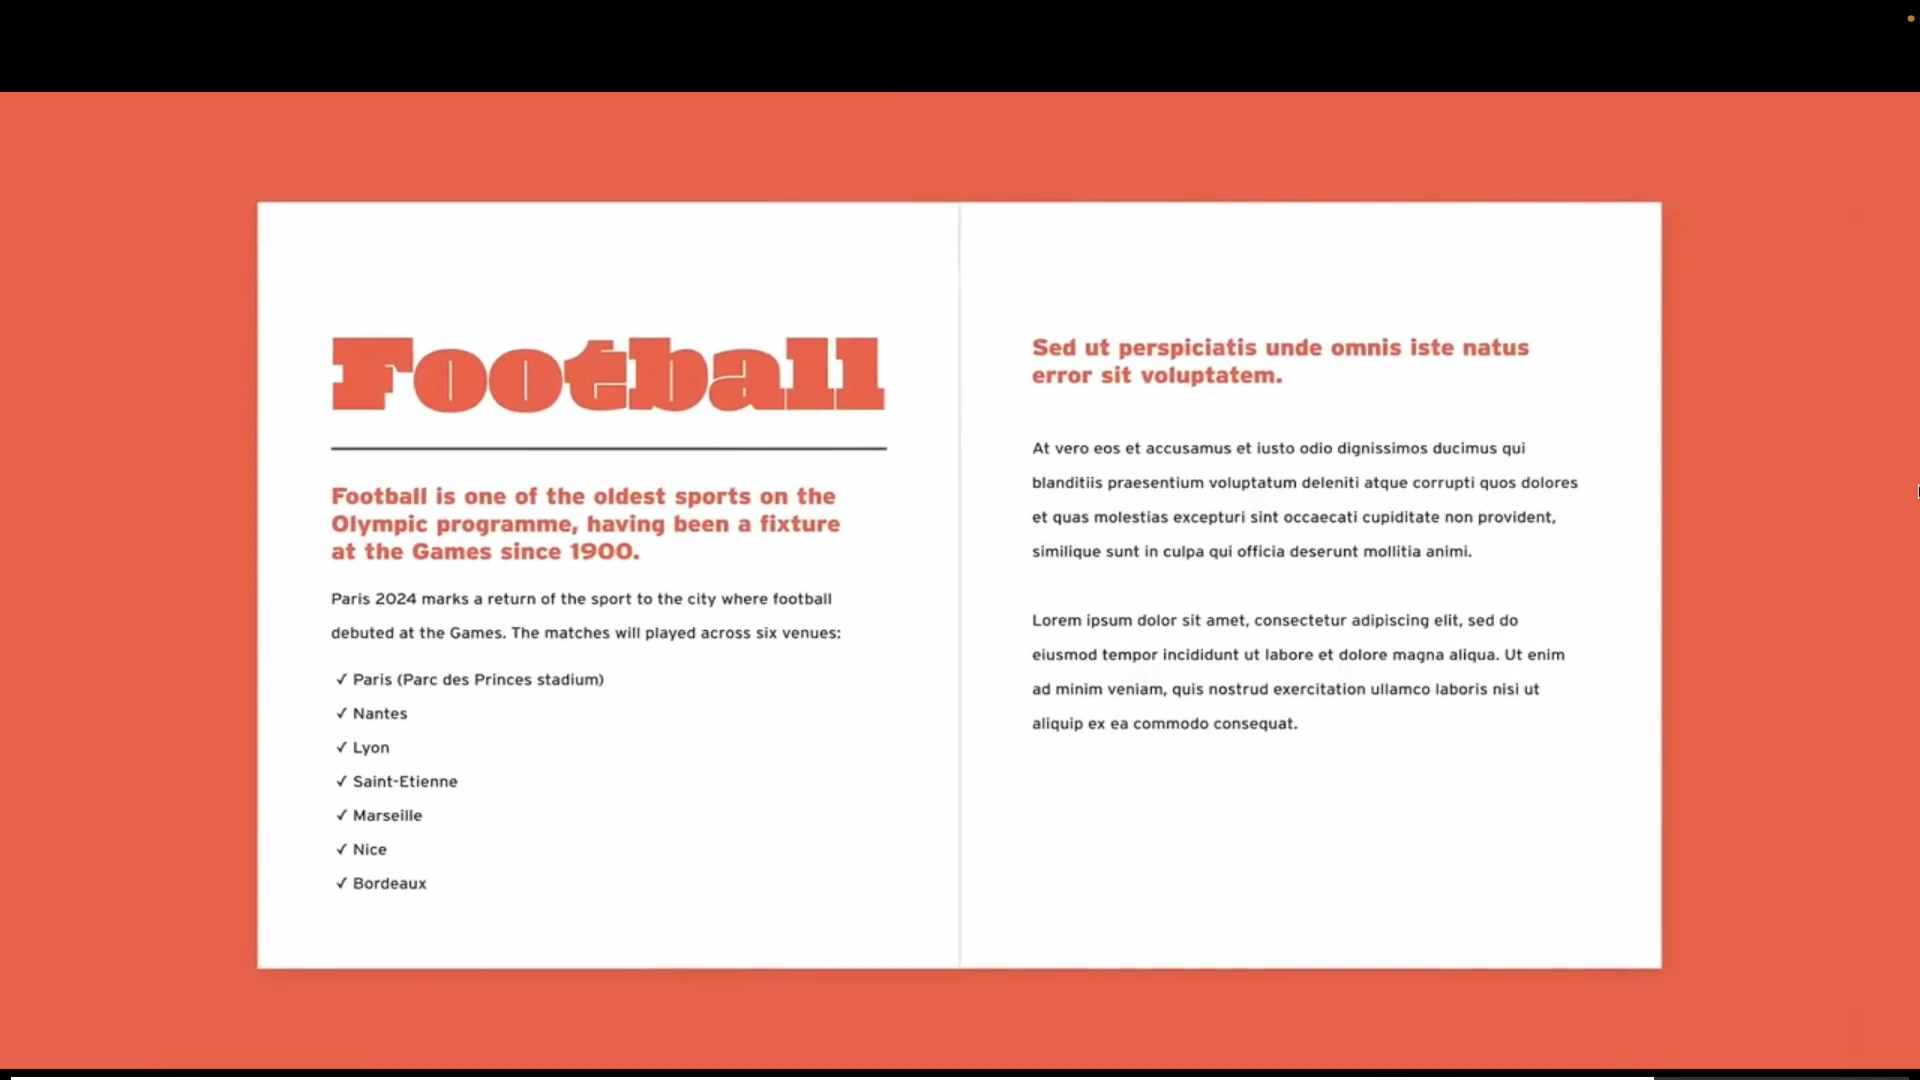 Football
Football is one of the oldest sports on the
Olympic programme, having been a fixture
at the Games since 1900.
Paris 2024 marks a return of the sport to the city where football
debuted at the Games. The matches will played across six venues:
✓ Paris (Parc des Princes stadium)
✓ Nantes
✓ Lyon
✓ Saint-Etienne
✓ Marseille
✓ Nice
✓ Bordeaux
Sed ut perspiciatis unde omnis iste natus
error sit voluptatem.
At vero eos et accusamus et iusto odio dignissimos ducimus qui
blanditiis praesentium voluptatum deleniti atque corrupti quos dolores
et quas molestias excepturi sint occaecati cupiditate non provident,
similique sunt in culpa qui officia deserunt mollitia animi.
Lorem ipsum dolor sit amet, consectetur adipiscing elit, sed do
eiusmod tempor incididunt ut labore et dolore magna aliqua. Ut enim
ad minim veniam, quis nostrud exercitation ullamco laboris nisi ut
aliquip ex ea commodo consequat.